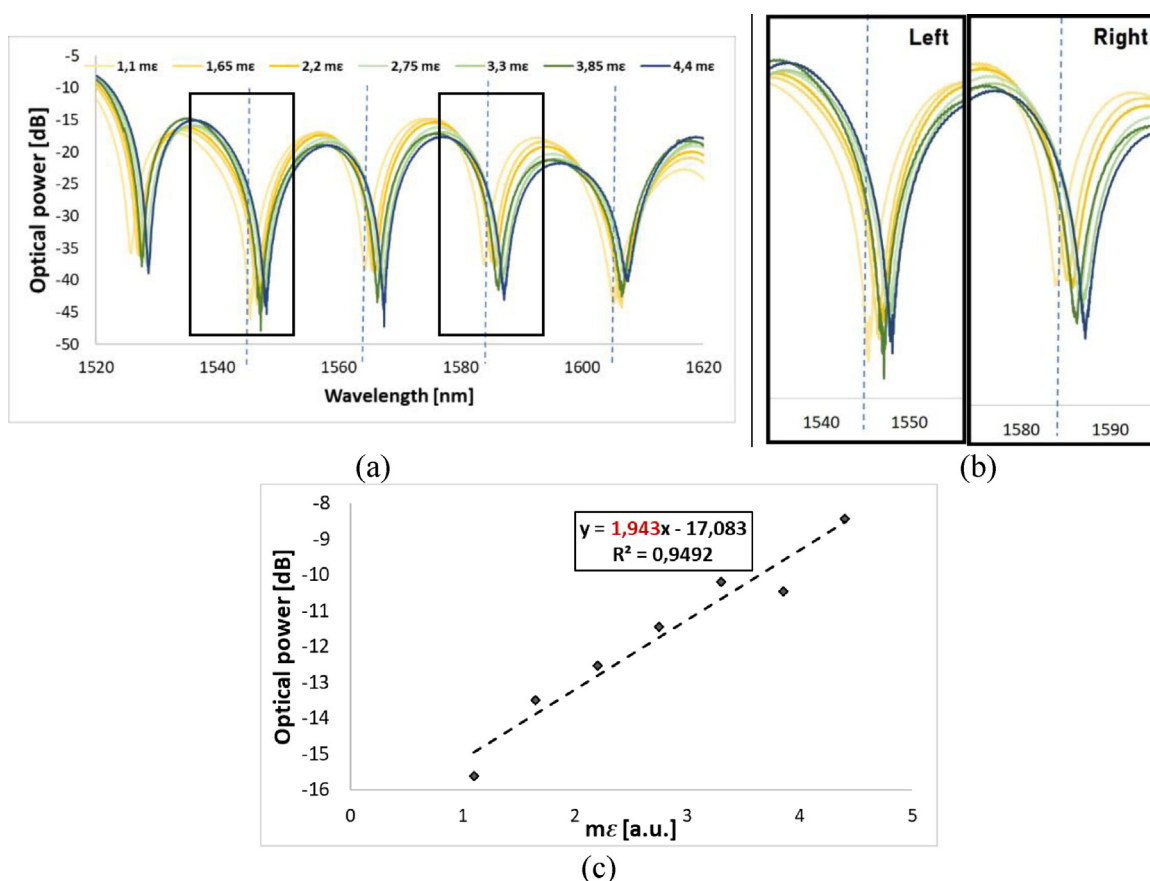 1,1 mε 1,65 mε 2,2 mε 2,75 mε 3,3 mε 3,85 mε 4,4 mε
Optical power [dB]
-5
-10
-15
-20
-25
-30
-35
-40
-45
-50
1520 1540 1560 1580 1600 1620
Wavelength [nm]
(a)
Left
1540 1550
Right
1580 1590
(b)
y = 1,943x - 17,083
R² = 0,9492
Optical power [dB]
-8
-9
-10
-11
-12
-13
-14
-15
-16
0 1 2 3 4 5
mε [a.u.]
(c)